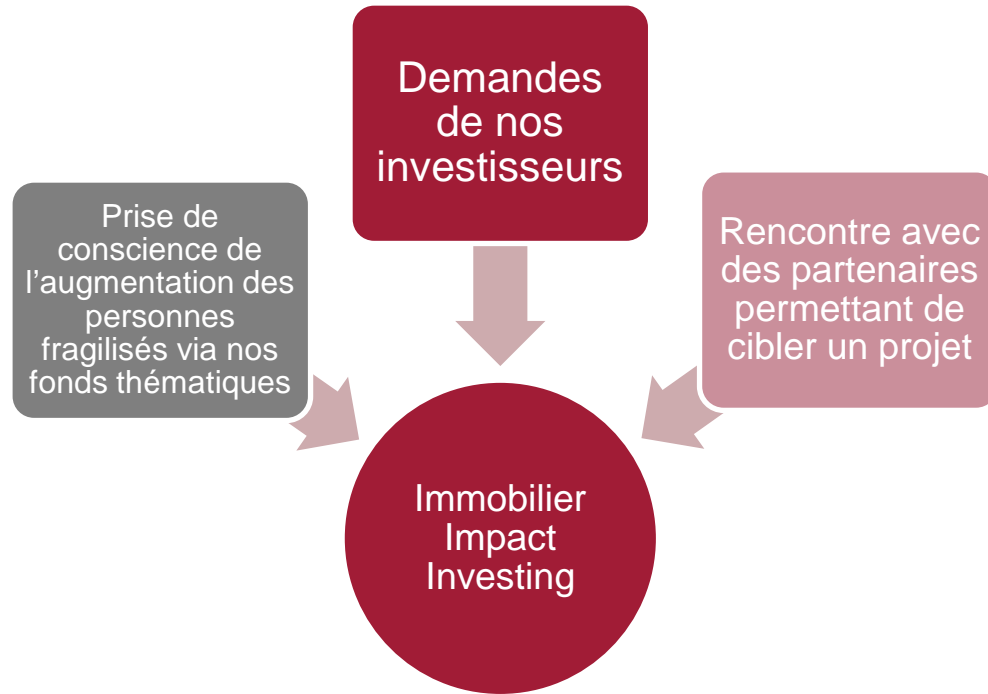 Demandes
de nos
investisseurs
Prise de
conscience de
l’augmentation des
personnes
fragilisés via nos
fonds thématiques
Rencontre avec
des partenaires
permettant de
cibler un projet
Immobilier
Impact
Investing